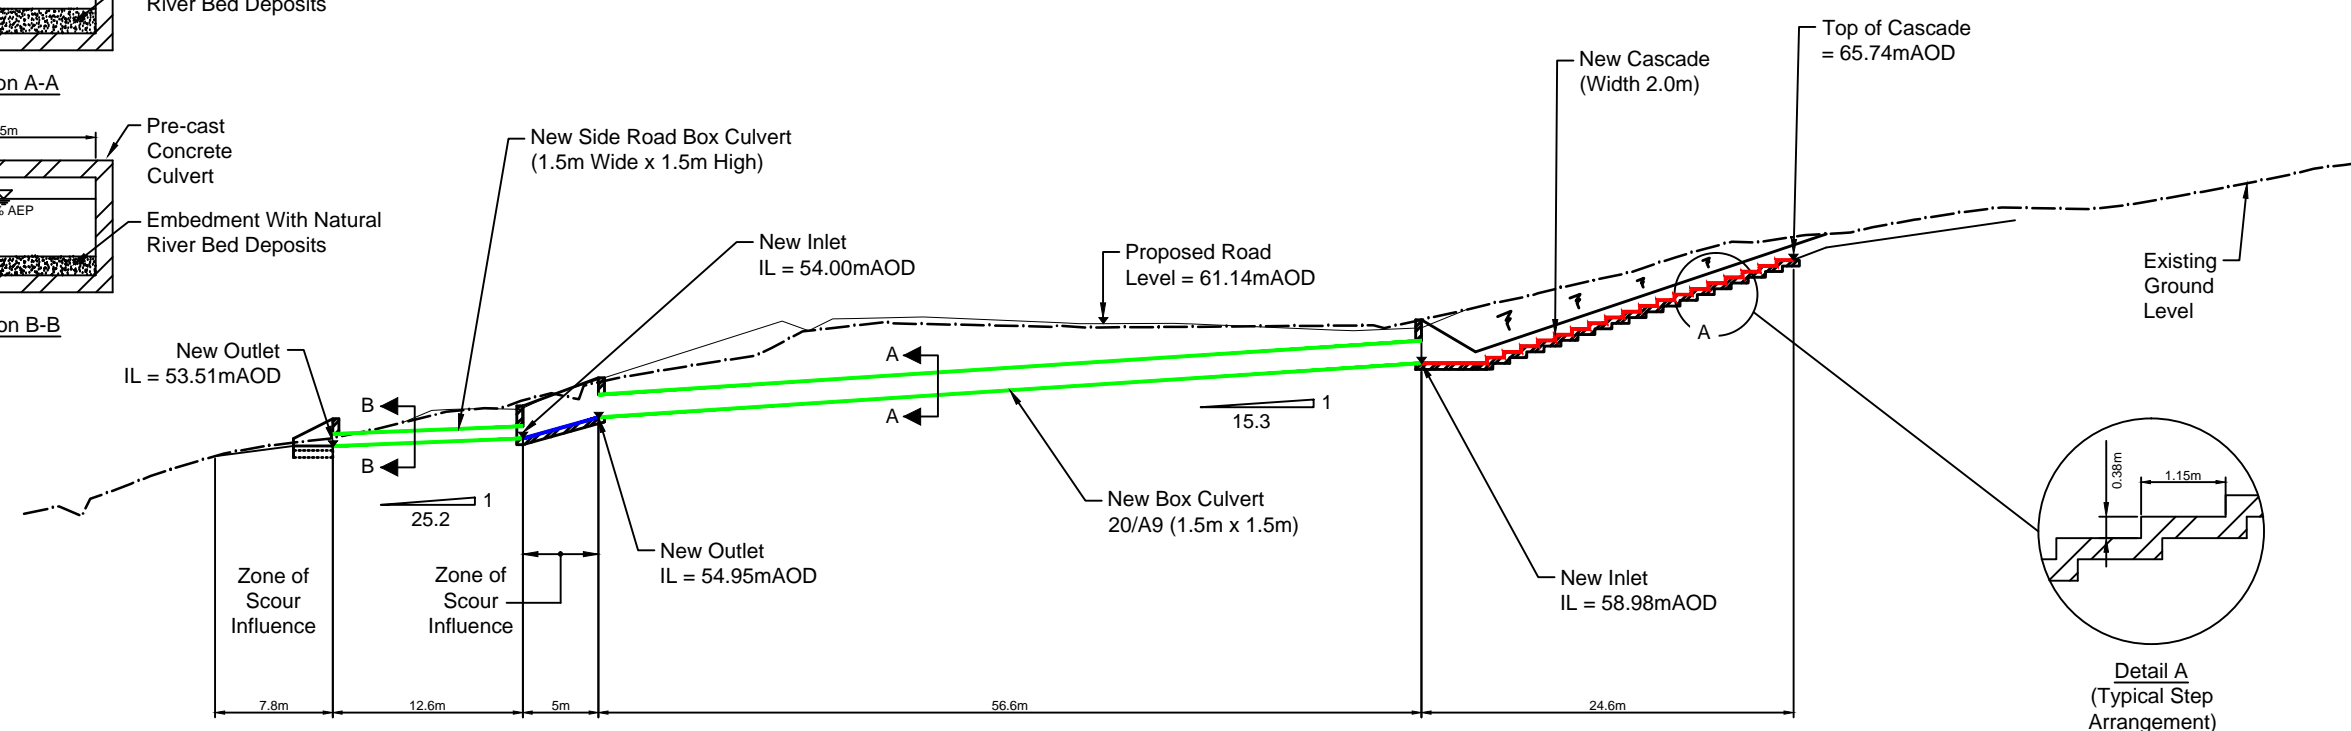 River Bed Deposits
on A-A
5m
Pre-cast
Concrete
Culvert
% AEP
Embedment With Natural
River Bed Deposits
on B-B
New Outlet
IL = 53.51mAOD
New Side Road Box Culvert
(1.5m Wide x 1.5m High)
New Inlet
IL = 54.00mAOD
Proposed Road
Level = 61.14mAOD
New Cascade
(Width 2.0m)
Top of Cascade
= 65.74mAOD
Existing
Ground
Level
A
A
A
B
B
1
15.3
1
25.2
New Box Culvert
20/A9 (1.5m x 1.5m)
New Outlet
IL = 54.95mAOD
New Inlet
IL = 58.98mAOD
Zone of
Scour
Influence
Zone of
Scour
Influence
0.38m
1.15m
Detail A
(Typical Step
Arrangement)
7.8m
12.6m
5m
56.6m
24.6m